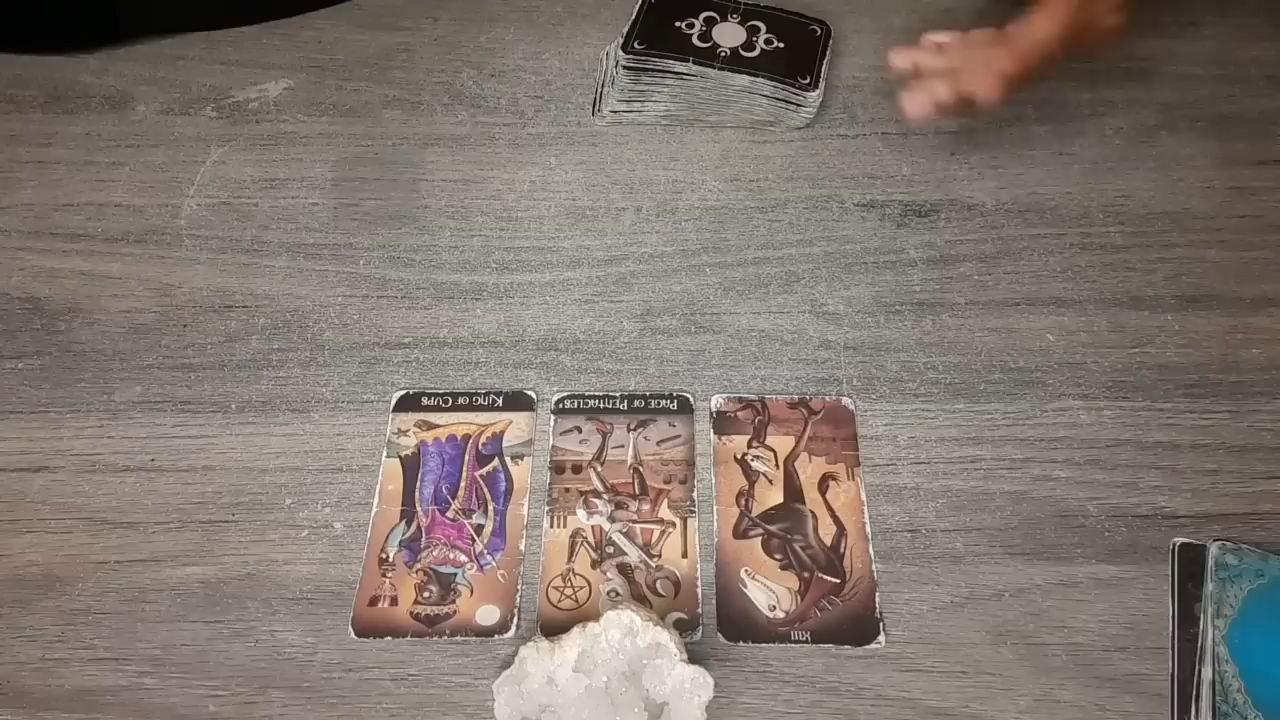 KING OF CUPS
PAGE OF PENTACLES
XIII